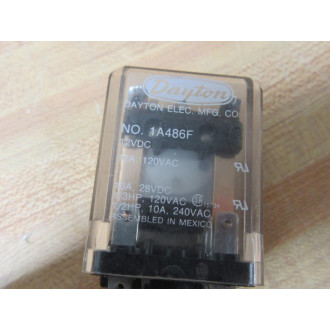 Dayton
DAYTON ELEC. MFG. CO.
NO. 1A486F
12VDC
120VAC
28VDC
120VAC
10A, 240VAC
ASSEMBLED IN MEXICO